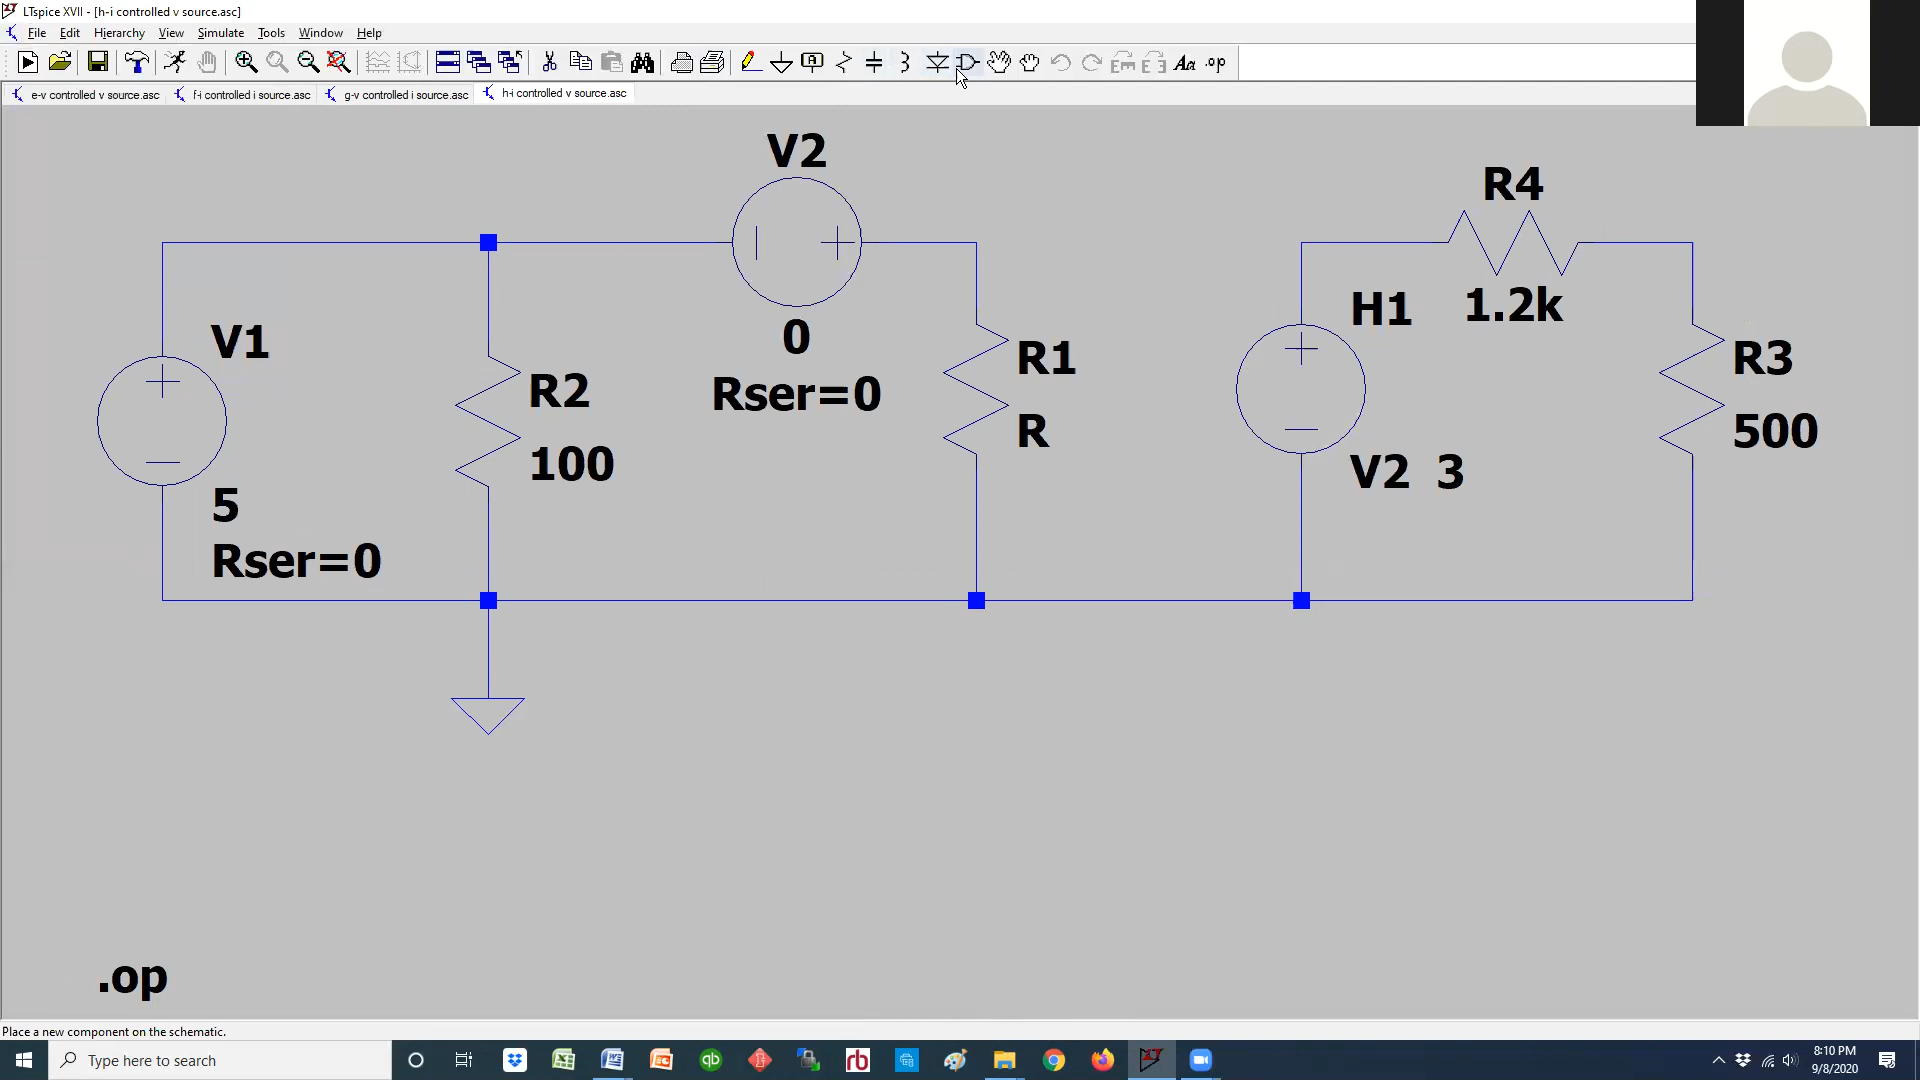 LTspice XVII - [h-i controlled v source.asc]
File Edit Hierarchy View Simulate Tools Window Help
.op
e-v controlled v source.asc f-i controlled i source.asc g-v controlled i source.asc h-i controlled v source.asc
V2
R4
H1 1.2k
V1
0
R1
R3
R2
Rser=0
R
500
100
V2 3
5
Rser=0
.op
Place a new component on the schematic.
Type here to search
8:10 PM
9/8/2020